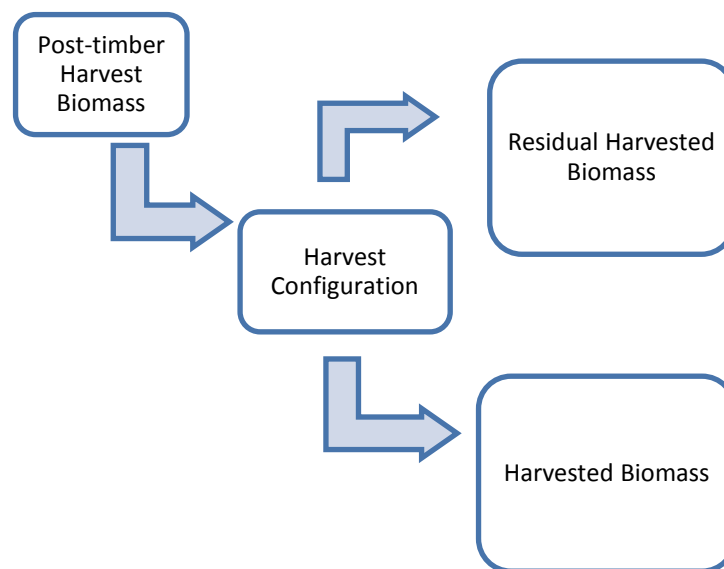 Post-timber
Harvest
Biomass
Residual Harvested
Biomass
Harvest
Configuration
Harvested Biomass